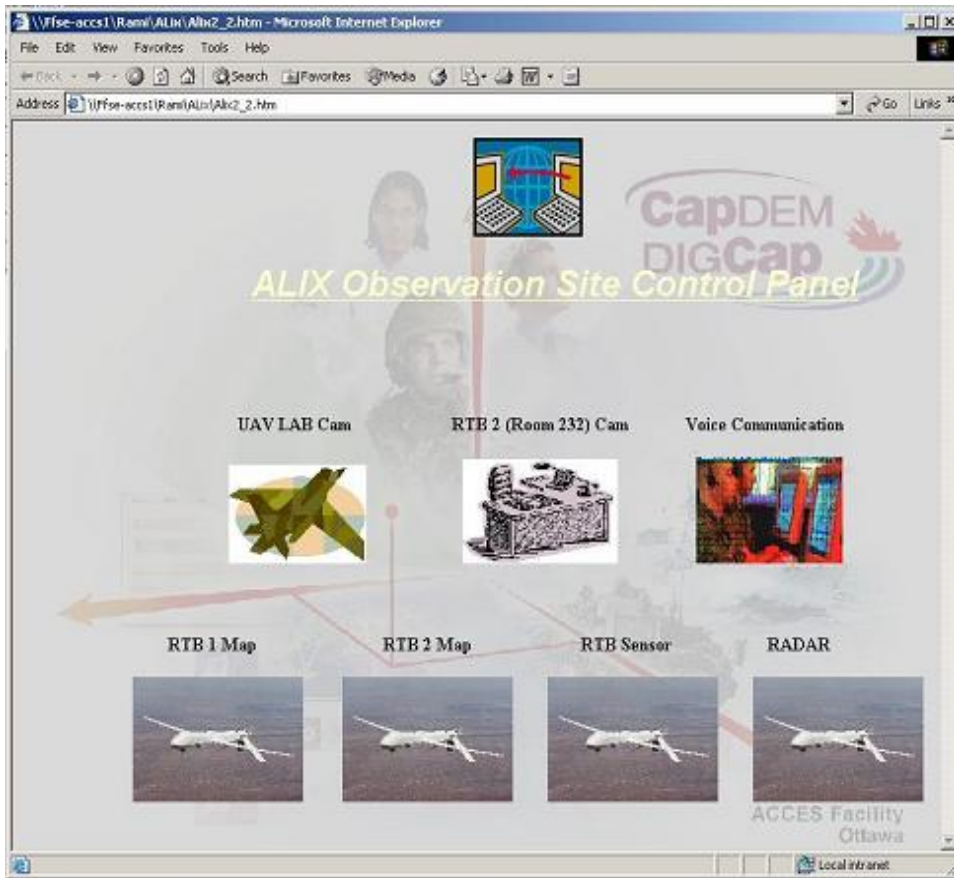 \\Ffse-accs1\Rami\ALix\Alix2_2.htm - Microsoft Internet Explorer
File Edit View Favorites Tools Help
Back Search Favorites Media
Address \\Ffse-accs1\Rami\ALix\Alix2_2.htm Go Links »
CapDEM
DIGCap
ALIX Observation Site Control Panel
UAV LAB Cam RTB 2 (Room 232) Cam Voice Communication
RTB 1 Map RTB 2 Map RTB Sensor RADAR
ACCES Facility
Ottawa
Local intranet